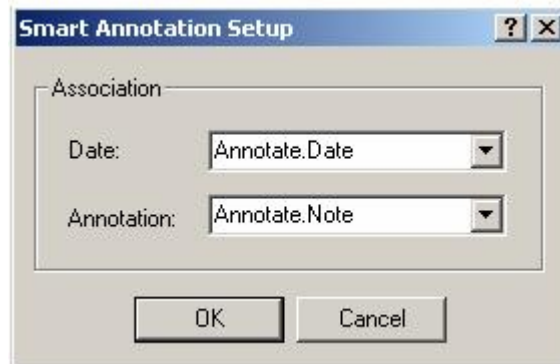 Smart Annotation Setup
Association
Date: Annotate.Date
Annotation: Annotate.Note
OK Cancel